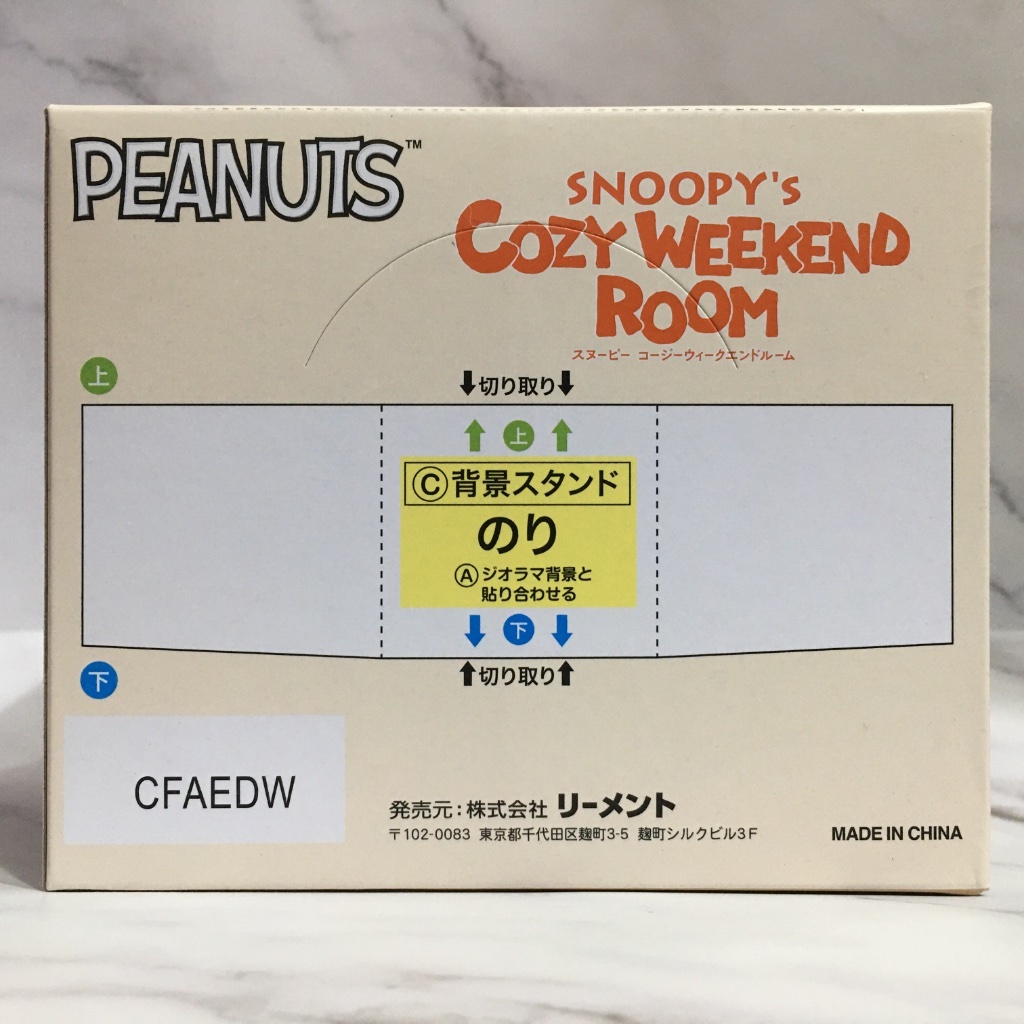 PEANUTS™
SNOOPY's
COZY WEEKEND
ROOM
スヌーピー コージーウィークエンドルーム
上
⬇切り取り⬇
⬆ 上 ⬆
Ⓒ背景スタンド
のり
Ⓐジオラマ背景と
貼り合わせる
⬇ 下 ⬇
下
⬆切り取り⬆
CFAEDW
発売元:株式会社 リーメント
〒102-0083 東京都千代田区麹町3-5 麹町シルクビル3F
MADE IN CHINA